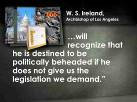 W. S. Ireland,
Archbishop of Los Angeles
...will
recognize that
he is destined to be
politically beheaded if he
does not give us the
legislation we demand.”